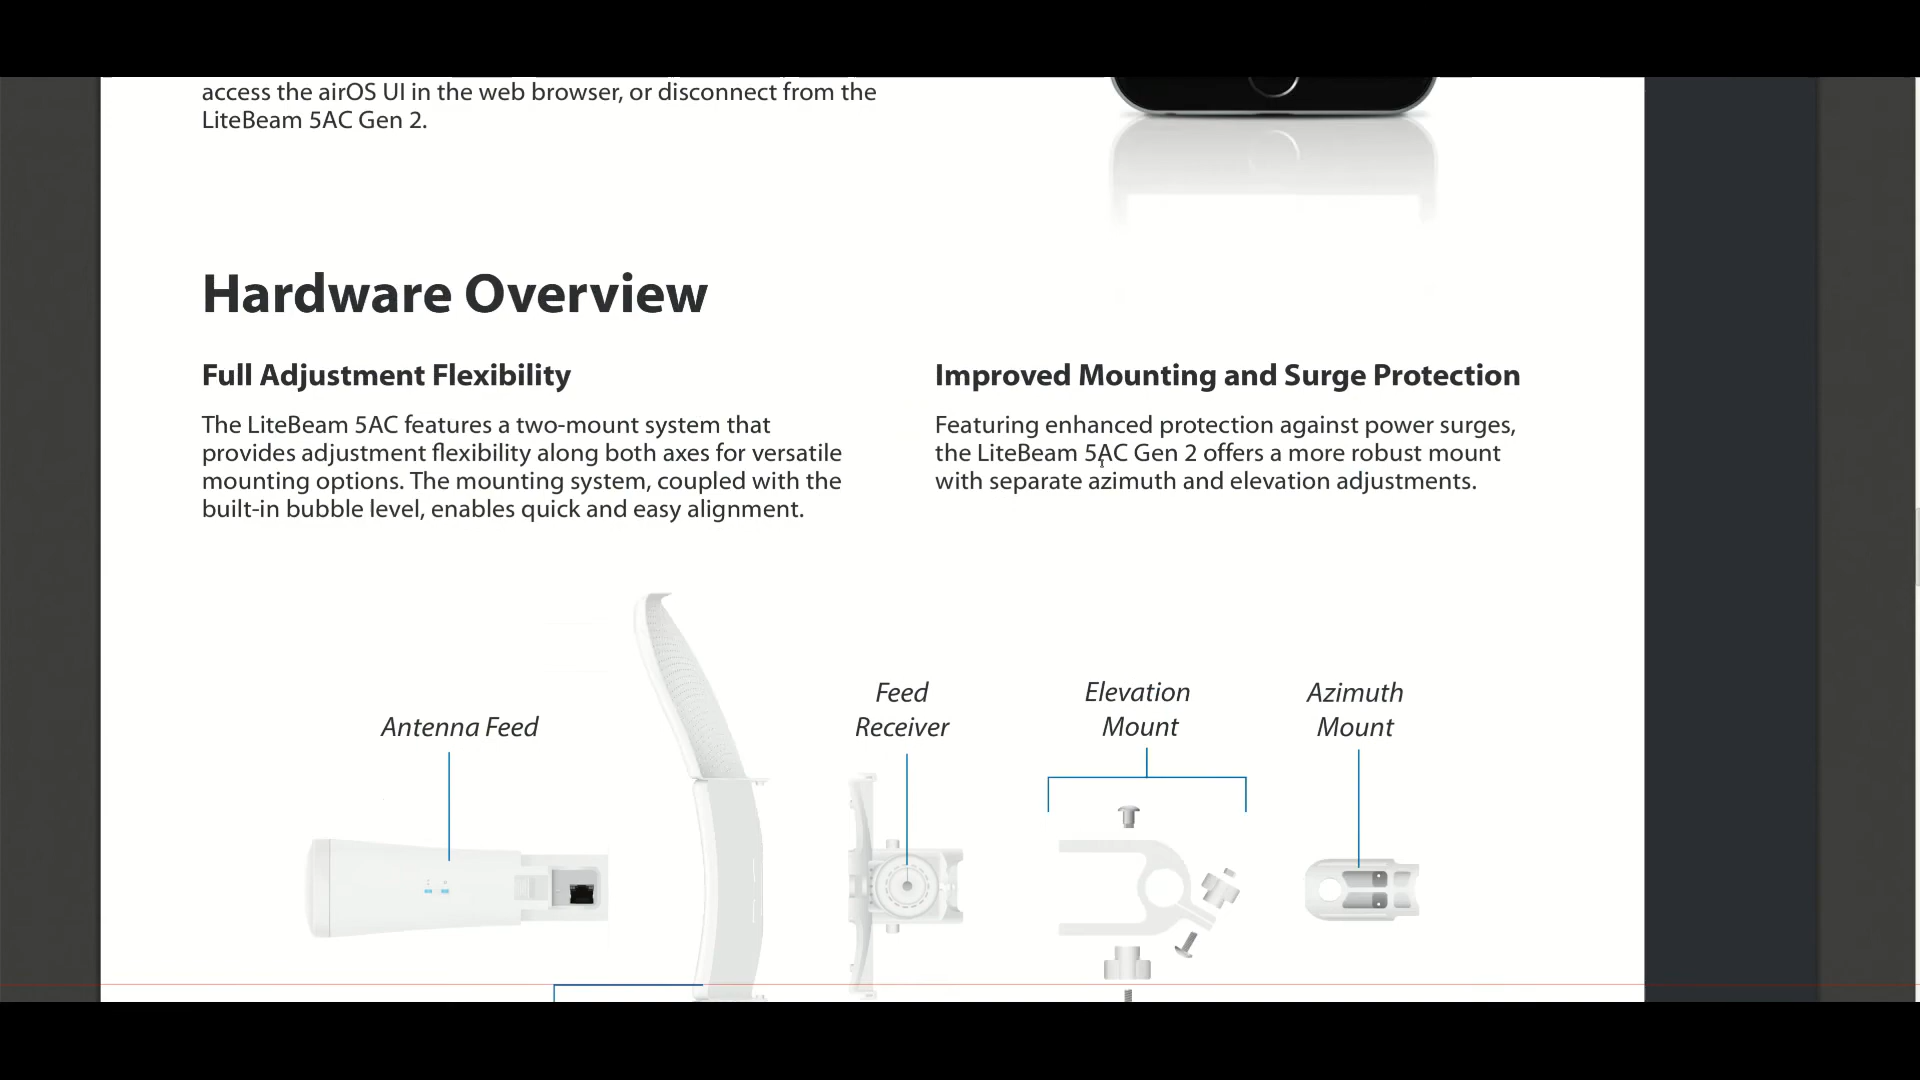 access the airOS UI in the web browser, or disconnect from the
LiteBeam 5AC Gen 2.
Hardware Overview
Full Adjustment Flexibility
The LiteBeam 5AC features a two-mount system that
provides adjustment flexibility along both axes for versatile
mounting options. The mounting system, coupled with the
built-in bubble level, enables quick and easy alignment.
Improved Mounting and Surge Protection
Featuring enhanced protection against power surges,
the LiteBeam 5AC Gen 2 offers a more robust mount
with separate azimuth and elevation adjustments.
Antenna Feed
Feed
Receiver
Elevation
Mount
Azimuth
Mount